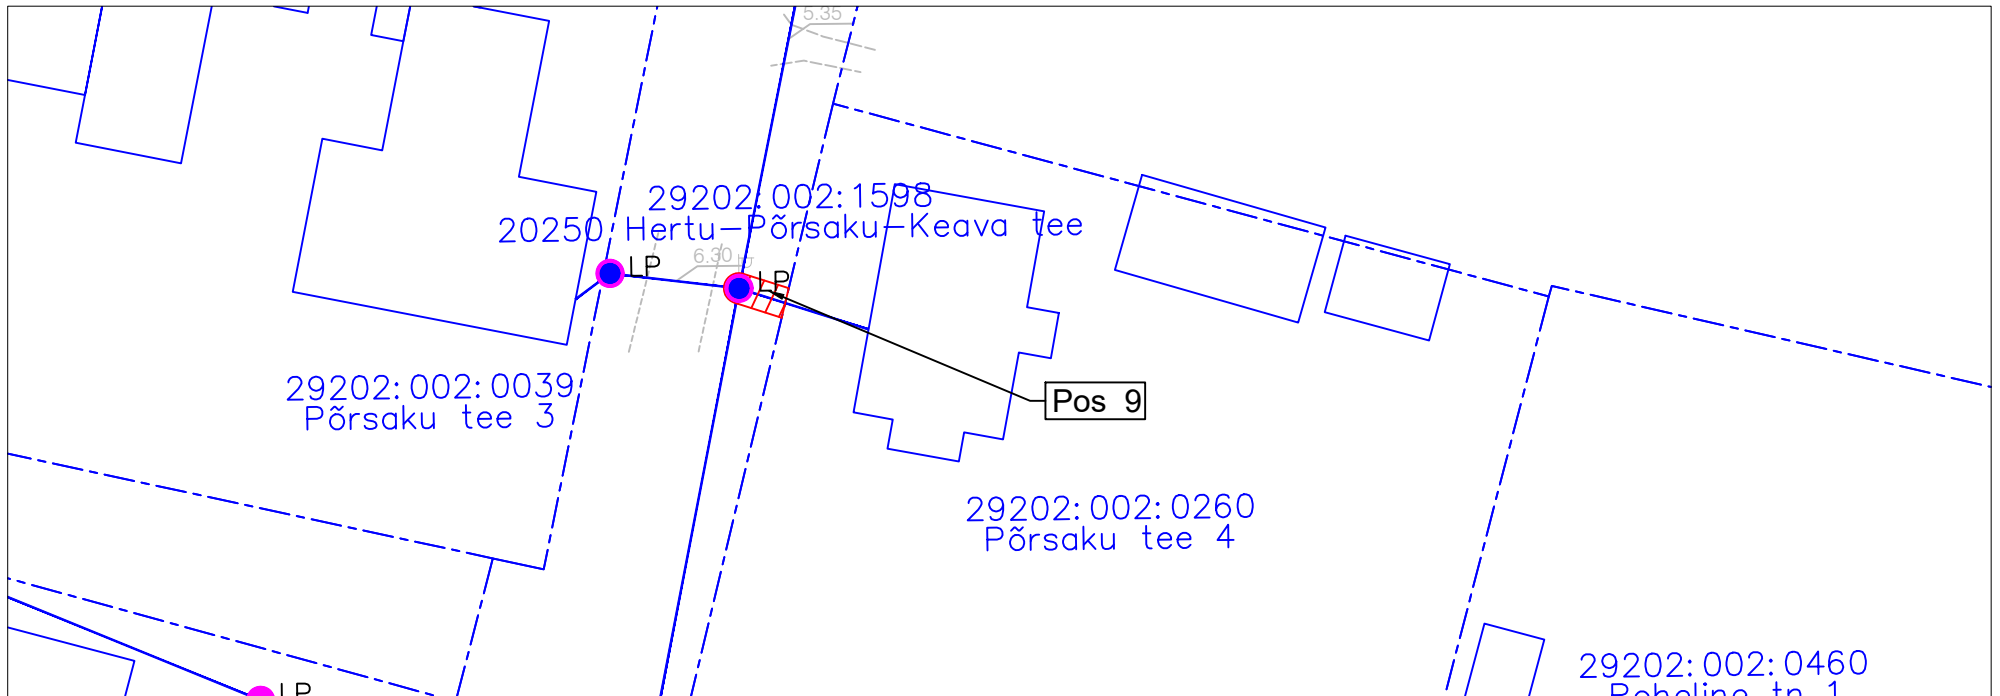 5.35
29202:002:1598
20250 Hertu-Põrsaku-Keava tee
6.30
LP
LP
29202:002:0039
Põrsaku tee 3
Pos 9
29202:002:0260
Põrsaku tee 4
29202:002:0460
LP